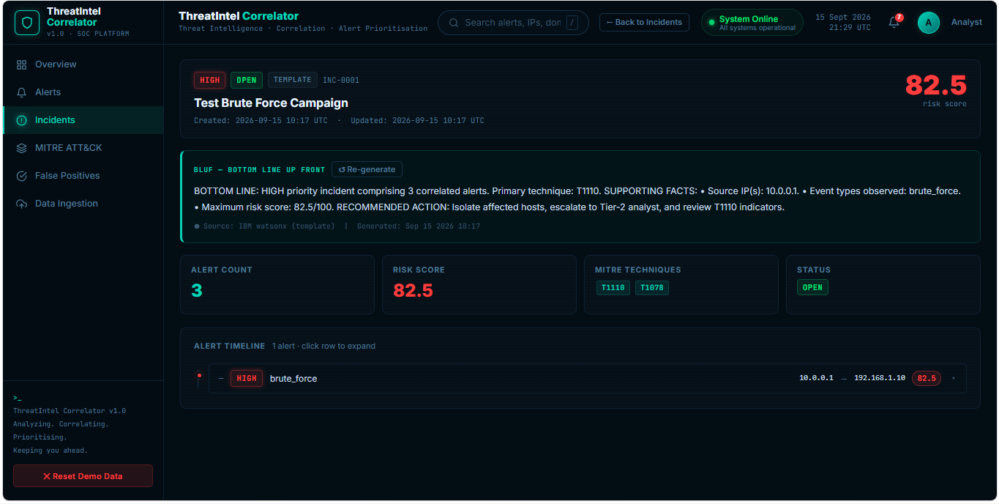 ThreatIntel
Correlator
v1.0 · SOC PLATFORM
ThreatIntel Correlator
Threat Intelligence · Correlation · Alert Prioritisation
Search alerts, IPs, don /
← Back to Incidents
System Online
All systems operational
15 Sept 2026
21:29 UTC
7
A
Analyst
Overview
Alerts
Incidents
MITRE ATT&CK
False Positives
Data Ingestion
HIGH OPEN TEMPLATE INC-0001
Test Brute Force Campaign
Created: 2026-09-15 10:17 UTC · Updated: 2026-09-15 10:17 UTC
82.5
risk score
BLUF — BOTTOM LINE UP FRONT ↺ Re-generate
BOTTOM LINE: HIGH priority incident comprising 3 correlated alerts. Primary technique: T1110. SUPPORTING FACTS: • Source IP(s): 10.0.0.1. • Event types observed: brute_force.
• Maximum risk score: 82.5/100. RECOMMENDED ACTION: Isolate affected hosts, escalate to Tier-2 analyst, and review T1110 indicators.
Source: IBM watsonx (template) | Generated: Sep 15 2026 10:17
ALERT COUNT
3
RISK SCORE
82.5
MITRE TECHNIQUES
T1110 T1078
STATUS
OPEN
ALERT TIMELINE 1 alert · click row to expand
— HIGH brute_force 10.0.0.1 → 192.168.1.10 82.5
>_
ThreatIntel Correlator v1.0
Analyzing. Correlating.
Prioritising.
Keeping you ahead.
✕ Reset Demo Data